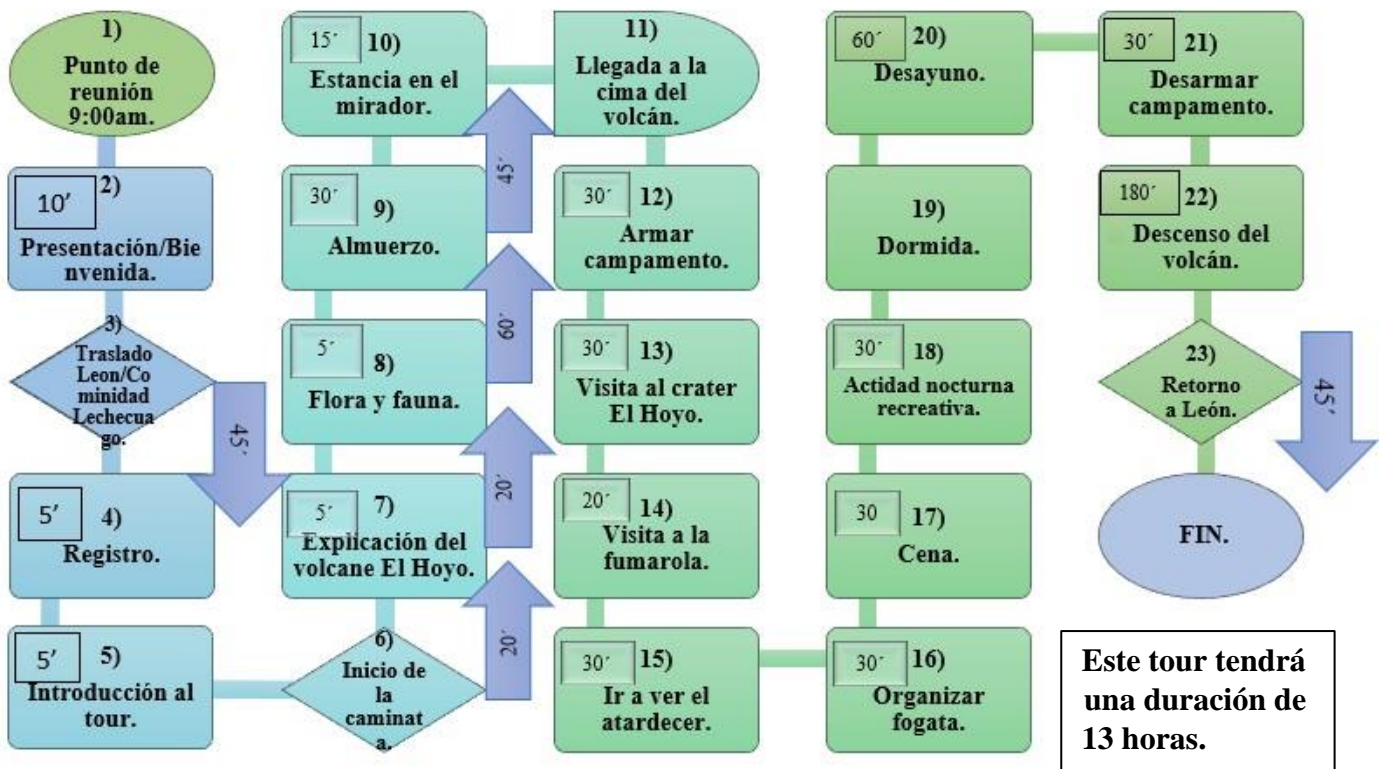 1)
Punto de
reunión
9:00am.
10'
2)
Presentación/Bie
nvenida.
3)
Traslado
Leon/Co
minidad
Lechecua
go.
45'
5'
4)
Registro.
5'
5)
Introducción al
tour.
6)
Inicio de
la
caminat
a.
20´
5´
7)
Explicación del
volcane El Hoyo.
20´
5´
8)
Flora y fauna.
60´
30´
9)
Almuerzo.
45´
15´
10)
Estancia en el
mirador.
11)
Llegada a la
cima del
volcán.
30´
12)
Armar
campamento.
30´
13)
Visita al crater
El Hoyo.
20´
14)
Visita a la
fumarola.
30´
15)
Ir a ver el
atardecer.
30´
16)
Organizar
fogata.
30
17)
Cena.
30´
18)
Actidad nocturna
recreativa.
19)
Dormida.
60´
20)
Desayuno.
30´
21)
Desarmar
campamento.
180´
22)
Descenso del
volcán.
23)
Retorno
a León.
45'
FIN.
Este tour tendrá
una duración de
13 horas.